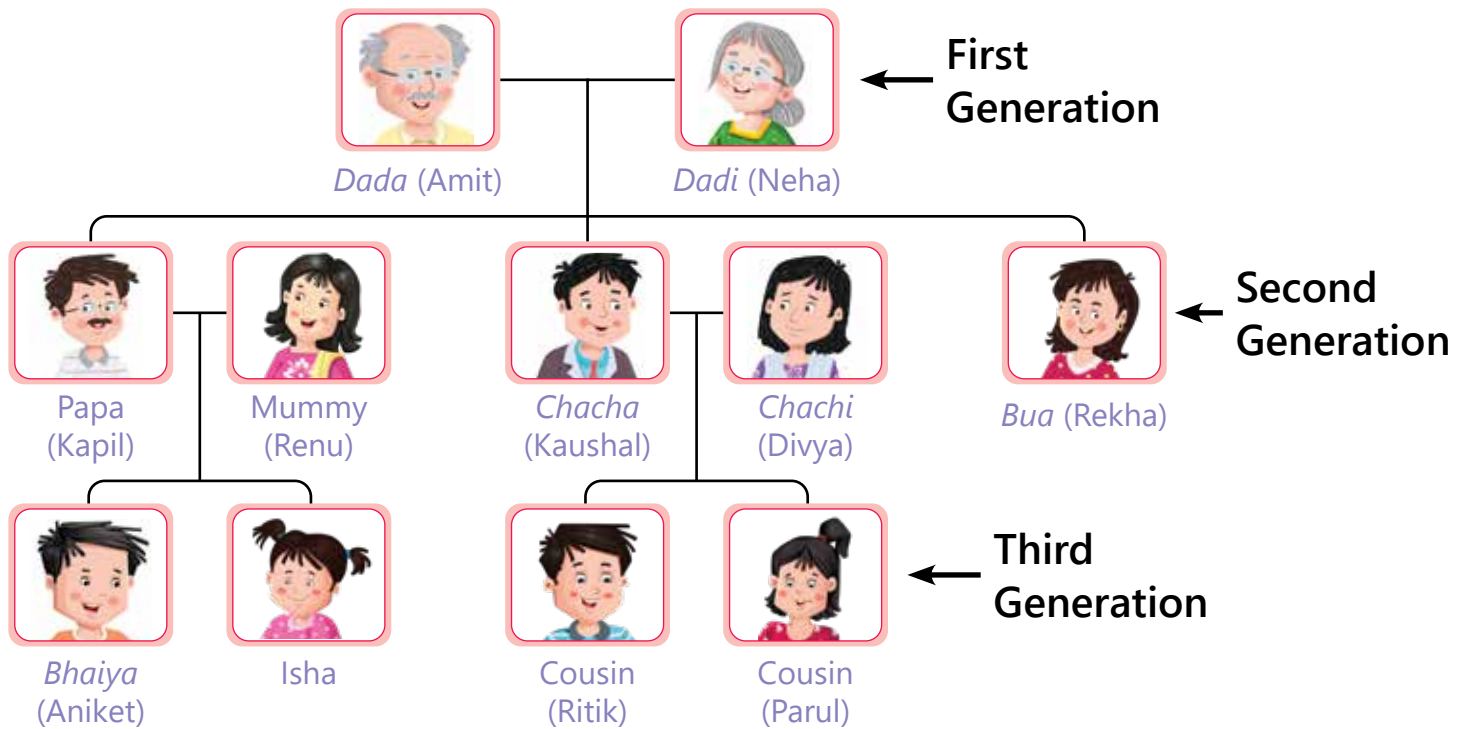 First
Generation
Dada (Amit)
Dadi (Neha)
Second
Generation
Papa
(Kapil)
Mummy
(Renu)
Chacha
(Kaushal)
Chachi
(Divya)
Bua (Rekha)
Third
Generation
Bhaiya
(Aniket)
Isha
Cousin
(Ritik)
Cousin
(Parul)